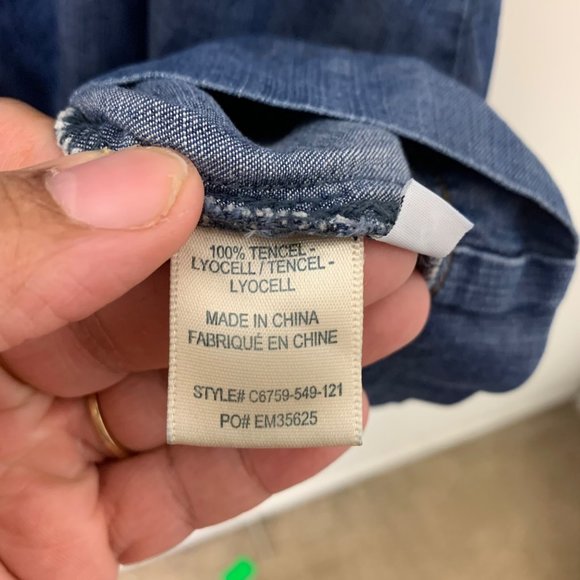 100% TENCEL -
LYOCELL / TENCEL -
LYOCELL
MADE IN CHINA
FABRIQUÉ EN CHINE
STYLE# C6759-549-121
PO# EM35625